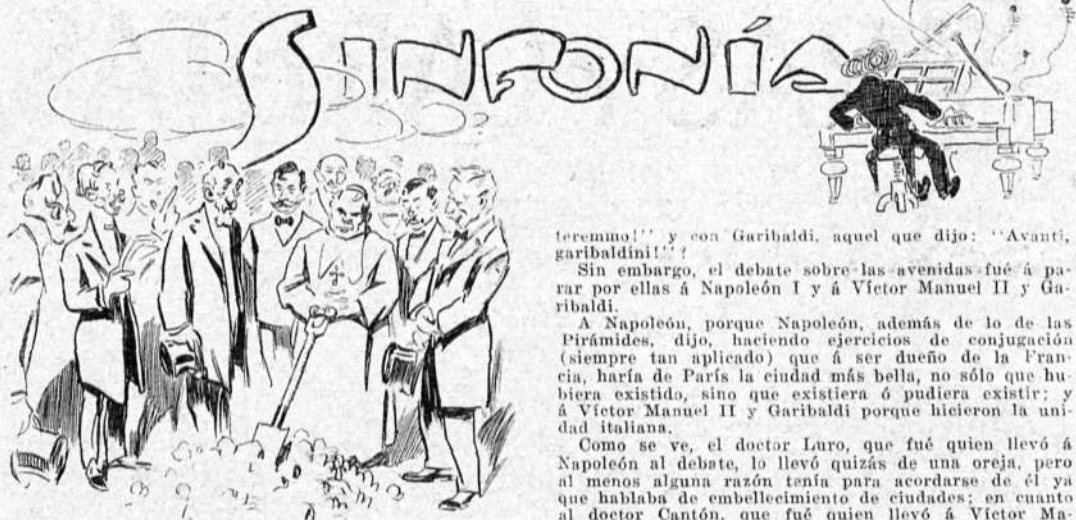 SINFONÍA
teremmo!'' y con Garibaldi, aquel que dijo: ''Avanti,
garibaldini!''?
Sin embargo, el debate sobre las avenidas fué á pa-
rar por ellas á Napoleón I y á Víctor Manuel II y Ga-
ribaldi.
A Napoleón, porque Napoleón, además de lo de las
Pirámides, dijo, haciendo ejercicios de conjugación
(siempre tan aplicado) que á ser dueño de la Fran-
cia, haría de París la ciudad más bella, no sólo que hu-
biera existido, sino que existiera ó pudiera existir; y
á Víctor Manuel II y Garibaldi porque hicieron la uni-
dad italiana.
Como se ve, el doctor Luro, que fué quien llevó á
Napoleón al debate, lo llevó quizás de una oreja, pero
al menos alguna razón tenía para acordarse de él ya
que hablaba de embellecimiento de ciudades; en cuanto
al doctor Cantón, que fué quien llevó á Víctor Ma-